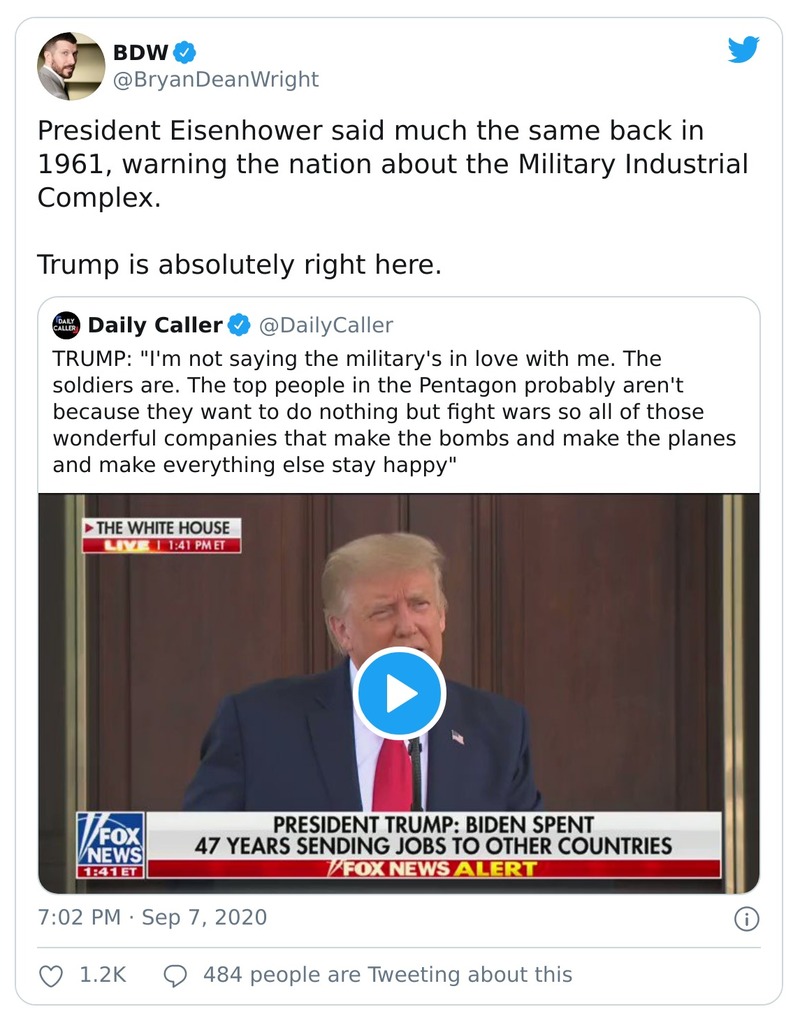 BDW
@BryanDeanWright
President Eisenhower said much the same back in
1961, warning the nation about the Military Industrial
Complex.
Trump is absolutely right here.
DAILY
CALLER
Daily Caller @DailyCaller
TRUMP: "I'm not saying the military's in love with me. The
soldiers are. The top people in the Pentagon probably aren't
because they want to do nothing but fight wars so all of those
wonderful companies that make the bombs and make the planes
and make everything else stay happy"
THE WHITE HOUSE
LIVE | 1:41 PM ET
PRESIDENT TRUMP: BIDEN SPENT
47 YEARS SENDING JOBS TO OTHER COUNTRIES
FOX
NEWS
1:41 ET
FOX NEWS ALERT
7:02 PM · Sep 7, 2020
1.2K 484 people are Tweeting about this